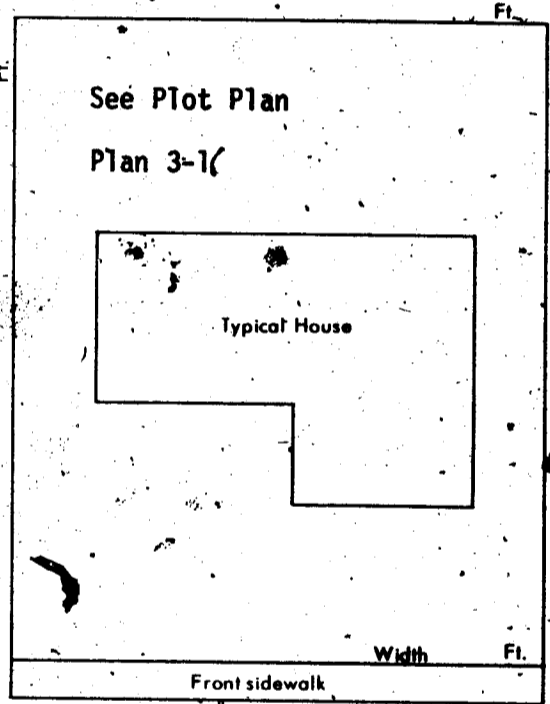 Ft.
Ft.
See Plot Plan
Plan 3-1(
Typical House
Width Ft.
Front sidewalk